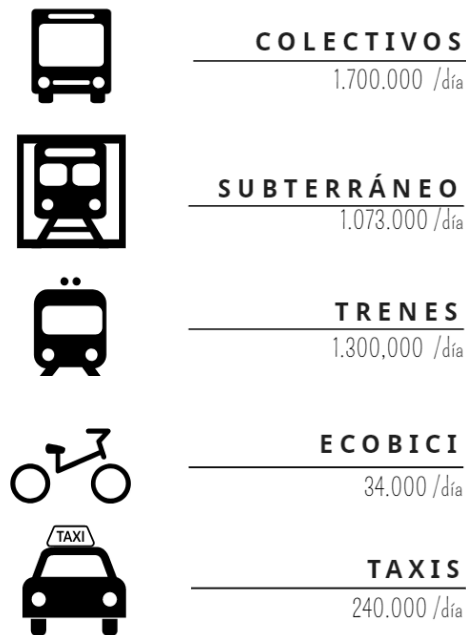 COLECTIVOS
1.700.000 /día
SUBTERRÁNEO
1.073.000 /día
TRENES
1.300,000 /día
ECOBICI
34.000 /día
TAXI
TAXIS
240.000 /día